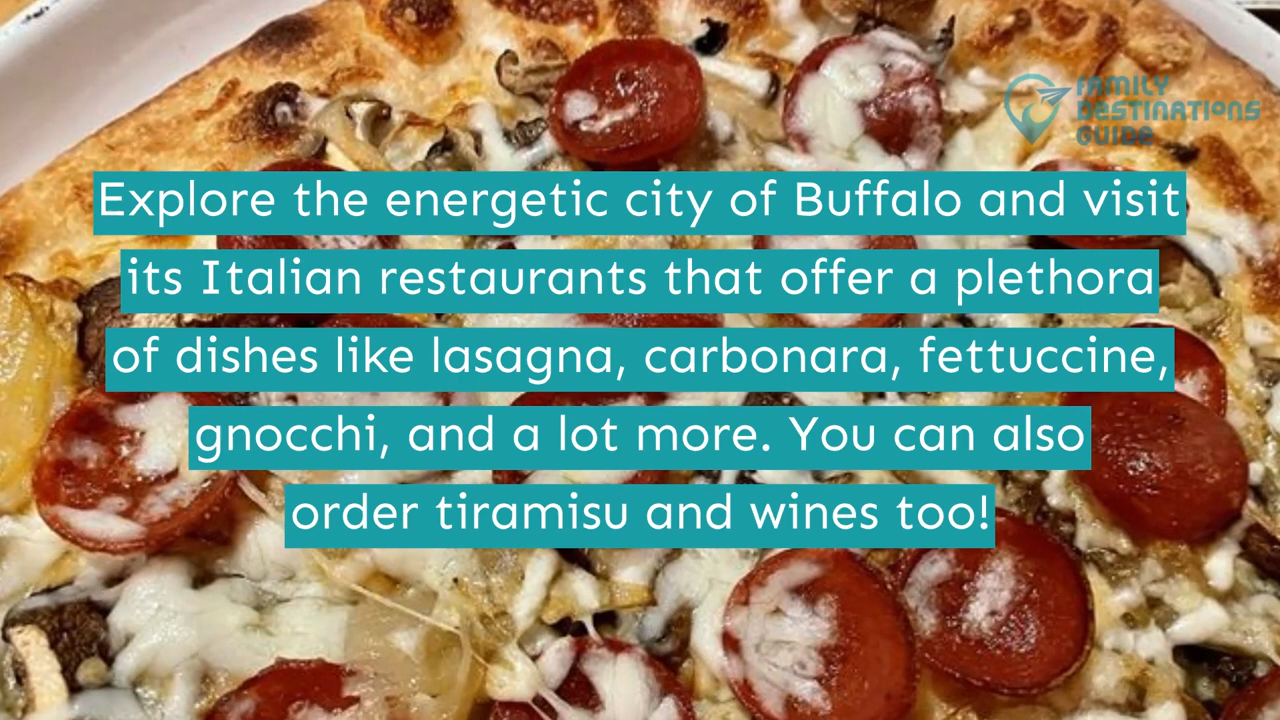 FAMILY
DESTINATIONS
GUIDE
Explore the energetic city of Buffalo and visit
its Italian restaurants that offer a plethora
of dishes like lasagna, carbonara, fettuccine,
gnocchi, and a lot more. You can also
order tiramisu and wines too!